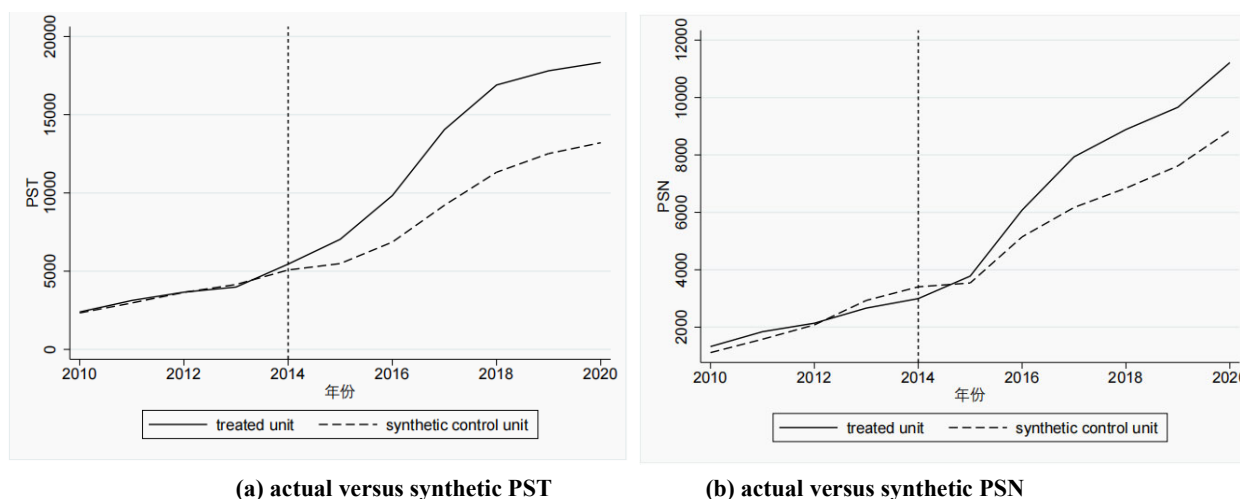 20000
15000
10000
5000
0
PST
2010 2012 2014 2016 2018 2020
年份
treated unit synthetic control unit
(a) actual versus synthetic PST
12000
10000
8000
6000
4000
2000
PSN
2010 2012 2014 2016 2018 202
年份
treated unit synthetic control unit
(b) actual versus synthetic PSN